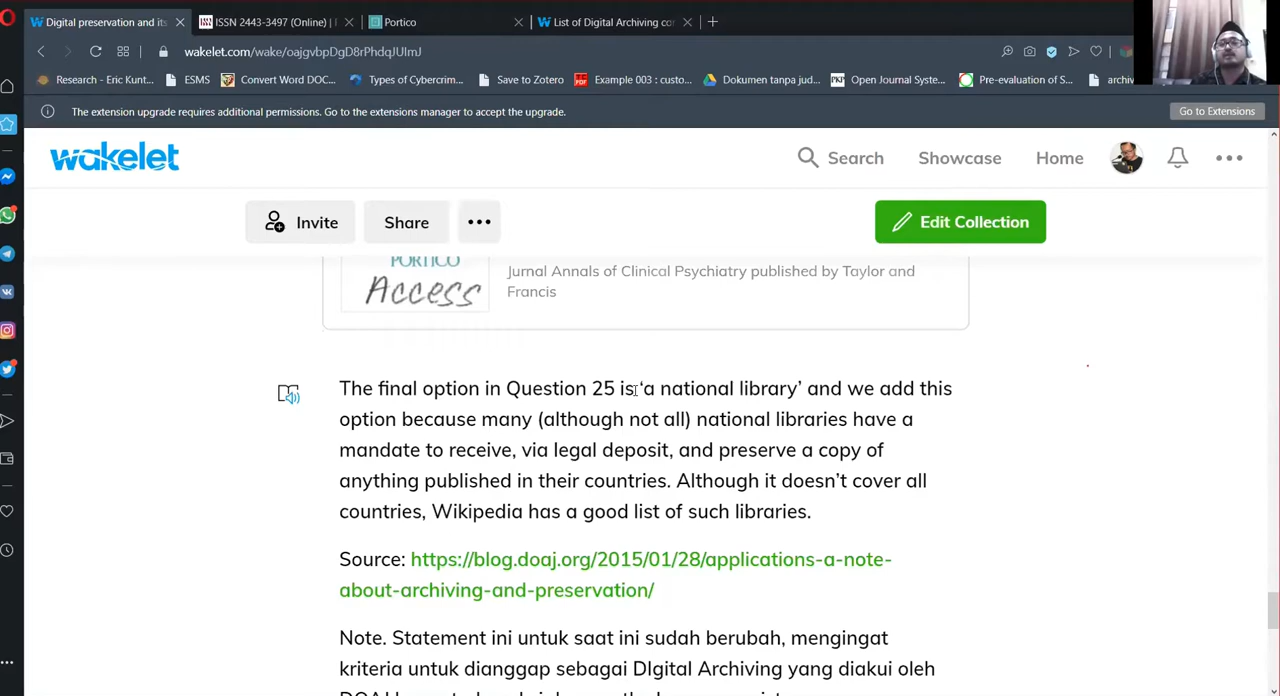 Digital preservation and its
ISSN 2443-3497 (Online) |
Portico
List of Digital Archiving co
wakelet.com/wake/oajgvbpDgD8rPhdqJUlmJ
Research - Eric Kunt...
ESMS
Convert Word DOC...
Types of Cybercrim...
Save to Zotero
Example 003 : custo...
Dokumen tanpa jud...
Open Journal Syste...
Pre-evaluation of S...
archiv
The extension upgrade requires additional permissions. Go to the extensions manager to accept the upgrade.
Go to Extensions
wakelet
Search
Showcase
Home
Invite
Share
Edit Collection
PORTICO
Access
Jurnal Annals of Clinical Psychiatry published by Taylor and
Francis
The final option in Question 25 is ‘a national library’ and we add this
option because many (although not all) national libraries have a
mandate to receive, via legal deposit, and preserve a copy of
anything published in their countries. Although it doesn’t cover all
countries, Wikipedia has a good list of such libraries.
Source: https://blog.doaj.org/2015/01/28/applications-a-note-
about-archiving-and-preservation/
Note. Statement ini untuk saat ini sudah berubah, mengingat
kriteria untuk dianggap sebagai DIgital Archiving yang diakui oleh